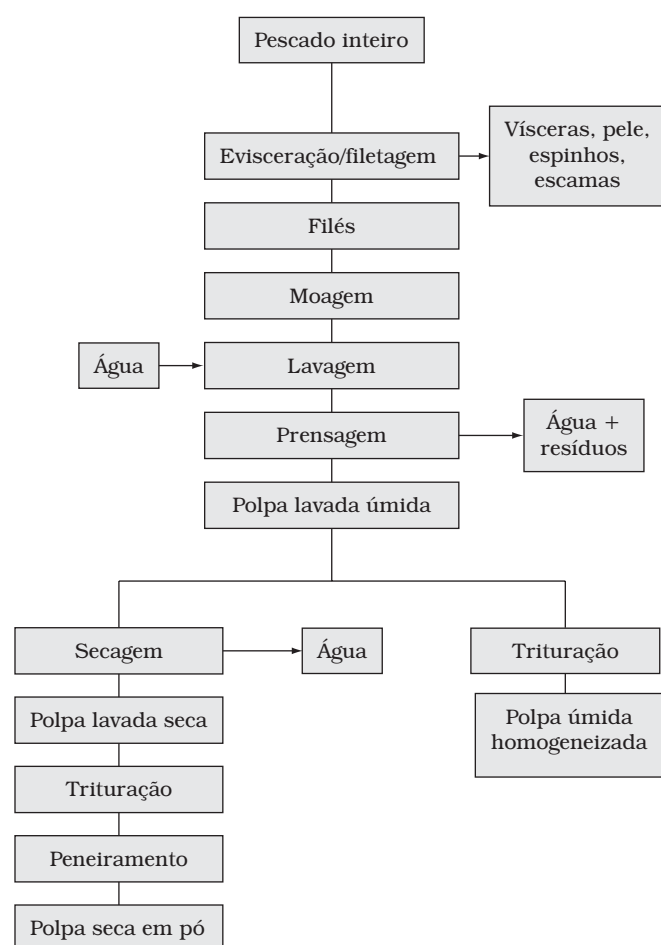 Pescado inteiro
Evisceração/filetagem
Vísceras, pele,
espinhos,
escamas
Filés
Moagem
Água
Lavagem
Prensagem
Água +
resíduos
Polpa lavada úmida
Secagem
Água
Trituração
Polpa lavada seca
Polpa úmida
homogeneizada
Trituração
Peneiramento
Polpa seca em pó